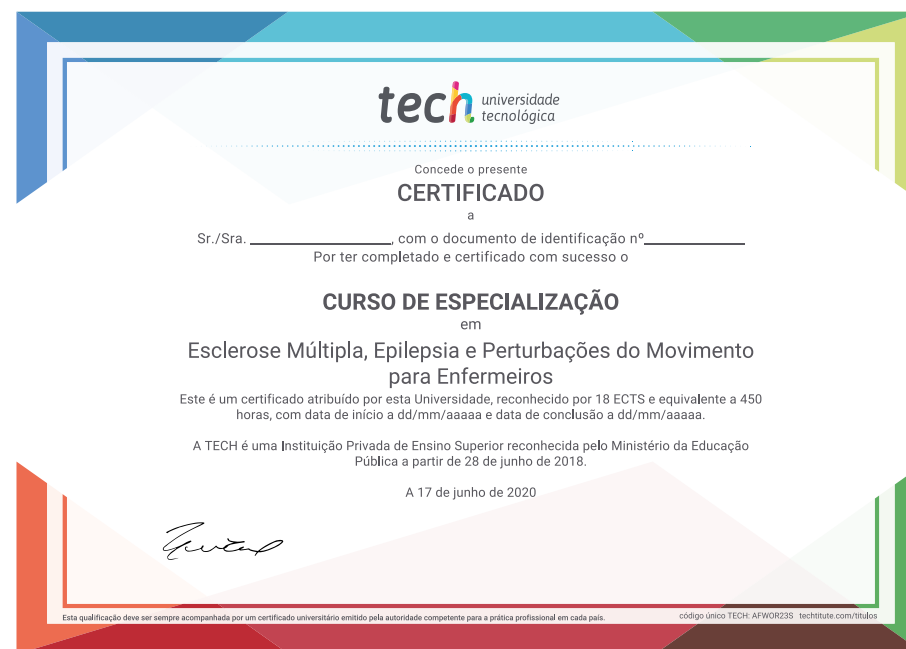 tech universidade
tecnológica
Concede o presente
CERTIFICADO
a
Sr./Sra. ____________________, com o documento de identificação nº______________
Por ter completado e certificado com sucesso o
CURSO DE ESPECIALIZAÇÃO
em
Esclerose Múltipla, Epilepsia e Perturbações do Movimento
para Enfermeiros
Este é um certificado atribuído por esta Universidade, reconhecido por 18 ECTS e equivalente a 450
horas, com data de início a dd/mm/aaaaa e data de conclusão a dd/mm/aaaaa.
A TECH é uma Instituição Privada de Ensino Superior reconhecida pelo Ministério da Educação
Pública a partir de 28 de junho de 2018.
A 17 de junho de 2020
Esta qualificação deve ser sempre acompanhada por um certificado universitário emitido pela autoridade competente para a prática profissional em cada país.
código único TECH: AFWOR23S techtitute.com/titulos